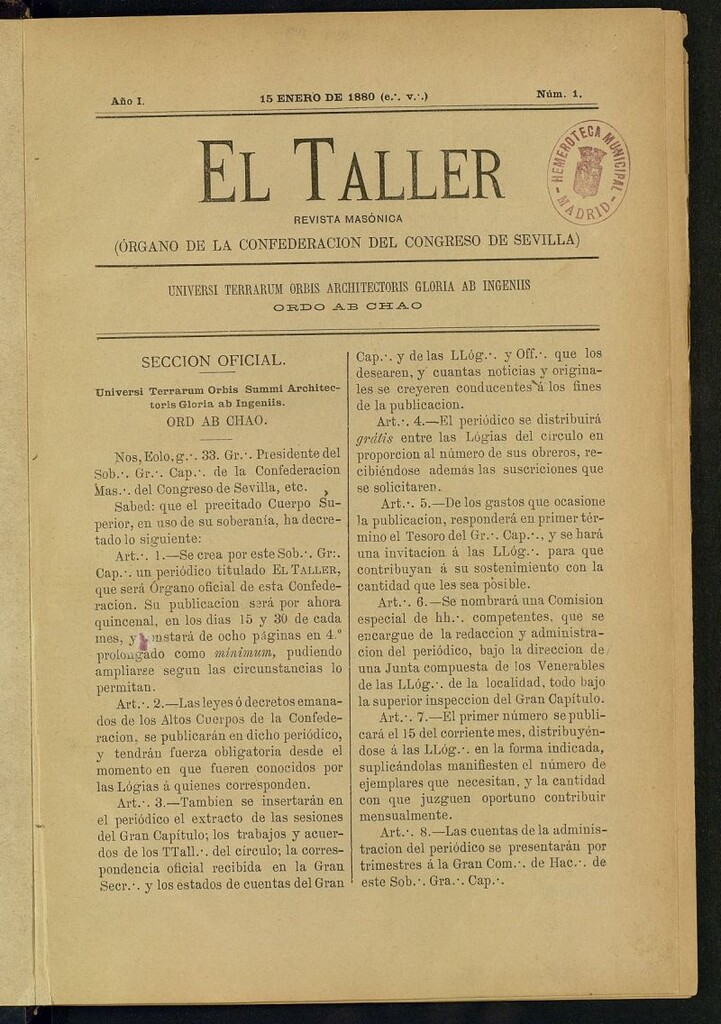 Año I.
15 ENERO DE 1880 (e.·. v.·.)
Núm. 1.
EL TALLER
HEMEROTECA MUNICIPAL
- MADRID -
REVISTA MASÓNICA
(ÓRGANO DE LA CONFEDERACION DEL CONGRESO DE SEVILLA)
UNIVERSI TERRARUM ORBIS ARCHITECTORIS GLORIA AB INGENIIS
ORDO AB CHAO
SECCION OFICIAL.
Universi Terrarum Orbis Summi Architec-
toris Gloria ab Ingeniis.
ORD AB CHAO.
Nos, Eolo, g.·. 33. Gr.·. Presidente del
Sob.·. Gr.·. Cap.·. de la Confederacion
Mas.·. del Congreso de Sevilla, etc.
Sabed: que el precitado Cuerpo Su-
perior, en uso de su soberanía, ha decre-
tado lo siguiente:
Art.·. 1.—Se crea por este Sob.·. Gr.·.
Cap.·. un periódico titulado EL TALLER,
que será Órgano oficial de esta Confede-
racion. Su publicacion será por ahora
quincenal, en los dias 15 y 30 de cada
mes, y constará de ocho páginas en 4.º
prolongado como mínimum, pudiendo
ampliarse segun las circunstancias lo
permitan.
Art.·. 2.—Las leyes ó decretos emana-
dos de los Altos Cuerpos de la Confede-
racion, se publicarán en dicho periódico,
y tendrán fuerza obligatoria desde el
momento en que fueren conocidos por
las Lógias á quienes corresponden.
Art.·. 3.—Tambien se insertarán en
el periódico el extracto de las sesiones
del Gran Capítulo; los trabajos y acuer-
dos de los TTall.·. del círculo; la corres-
pondencia oficial recibida en la Gran
Secr.·. y los estados de cuentas del Gran
Cap.·. y de las LLóg.·. y Off.·. que los
desearen, y cuantas noticias y origina-
les se creyeren conducentes á los fines
de la publicacion.
Art.·. 4.—El periódico se distribuirá
grátis entre las Lógias del círculo en
proporcion al número de sus obreros, re-
cibiéndose además las suscriciones que
se solicitaren.
Art.·. 5.—De los gastos que ocasione
la publicacion, responderá en primer tér-
mino el Tesoro del Gr.·. Cap.·., y se hará
una invitacion á las LLóg.·. para que
contribuyan á su sostenimiento con la
cantidad que les sea posible.
Art.·. 6.—Se nombrará una Comision
especial de hh.·. competentes, que se
encargue de la redaccion y administra-
cion del periódico, bajo la direccion de
una Junta compuesta de los Venerables
de las LLóg.·. de la localidad, todo bajo
la superior inspeccion del Gran Capítulo.
Art.·. 7.—El primer número se publi-
cará el 15 del corriente mes, distribuyén-
dose á las LLóg.·. en la forma indicada,
suplicándolas manifiesten el número de
ejemplares que necesitan, y la cantidad
con que juzguen oportuno contribuir
mensualmente.
Art.·. 8.—Las cuentas de la adminis-
tracion del periódico se presentarán por
trimestres á la Gran Com.·. de Hac.·. de
este Sob.·. Gra.·. Cap.·.